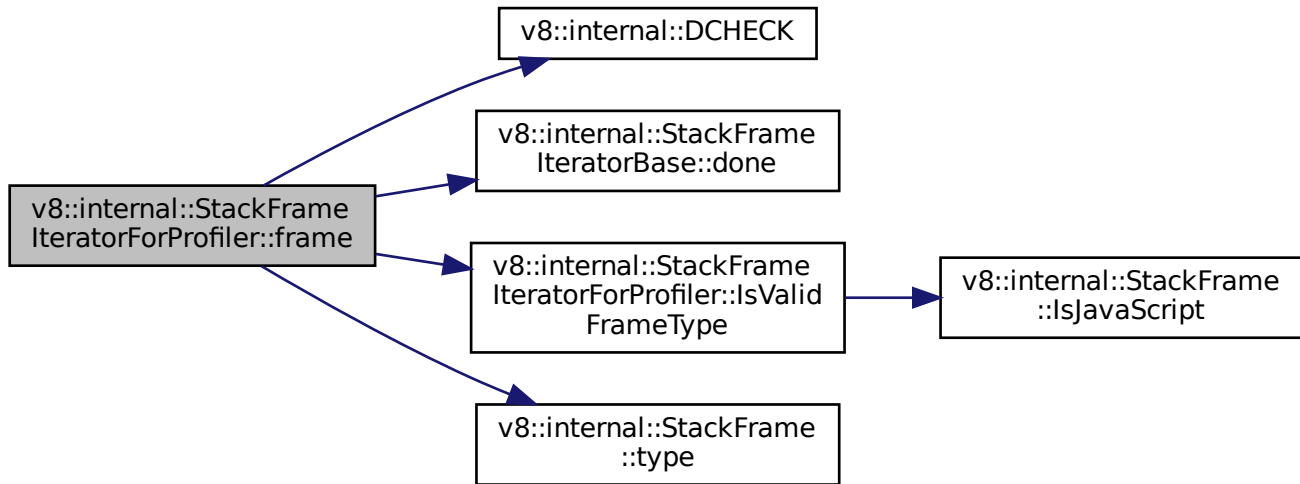 v8::internal::DCHECK
v8::internal::StackFrame
IteratorBase::done
v8::internal::StackFrame
IteratorForProfiler::frame
v8::internal::StackFrame
IteratorForProfiler::IsValid
FrameType
v8::internal::StackFrame
::IsJavaScript
v8::internal::StackFrame
::type